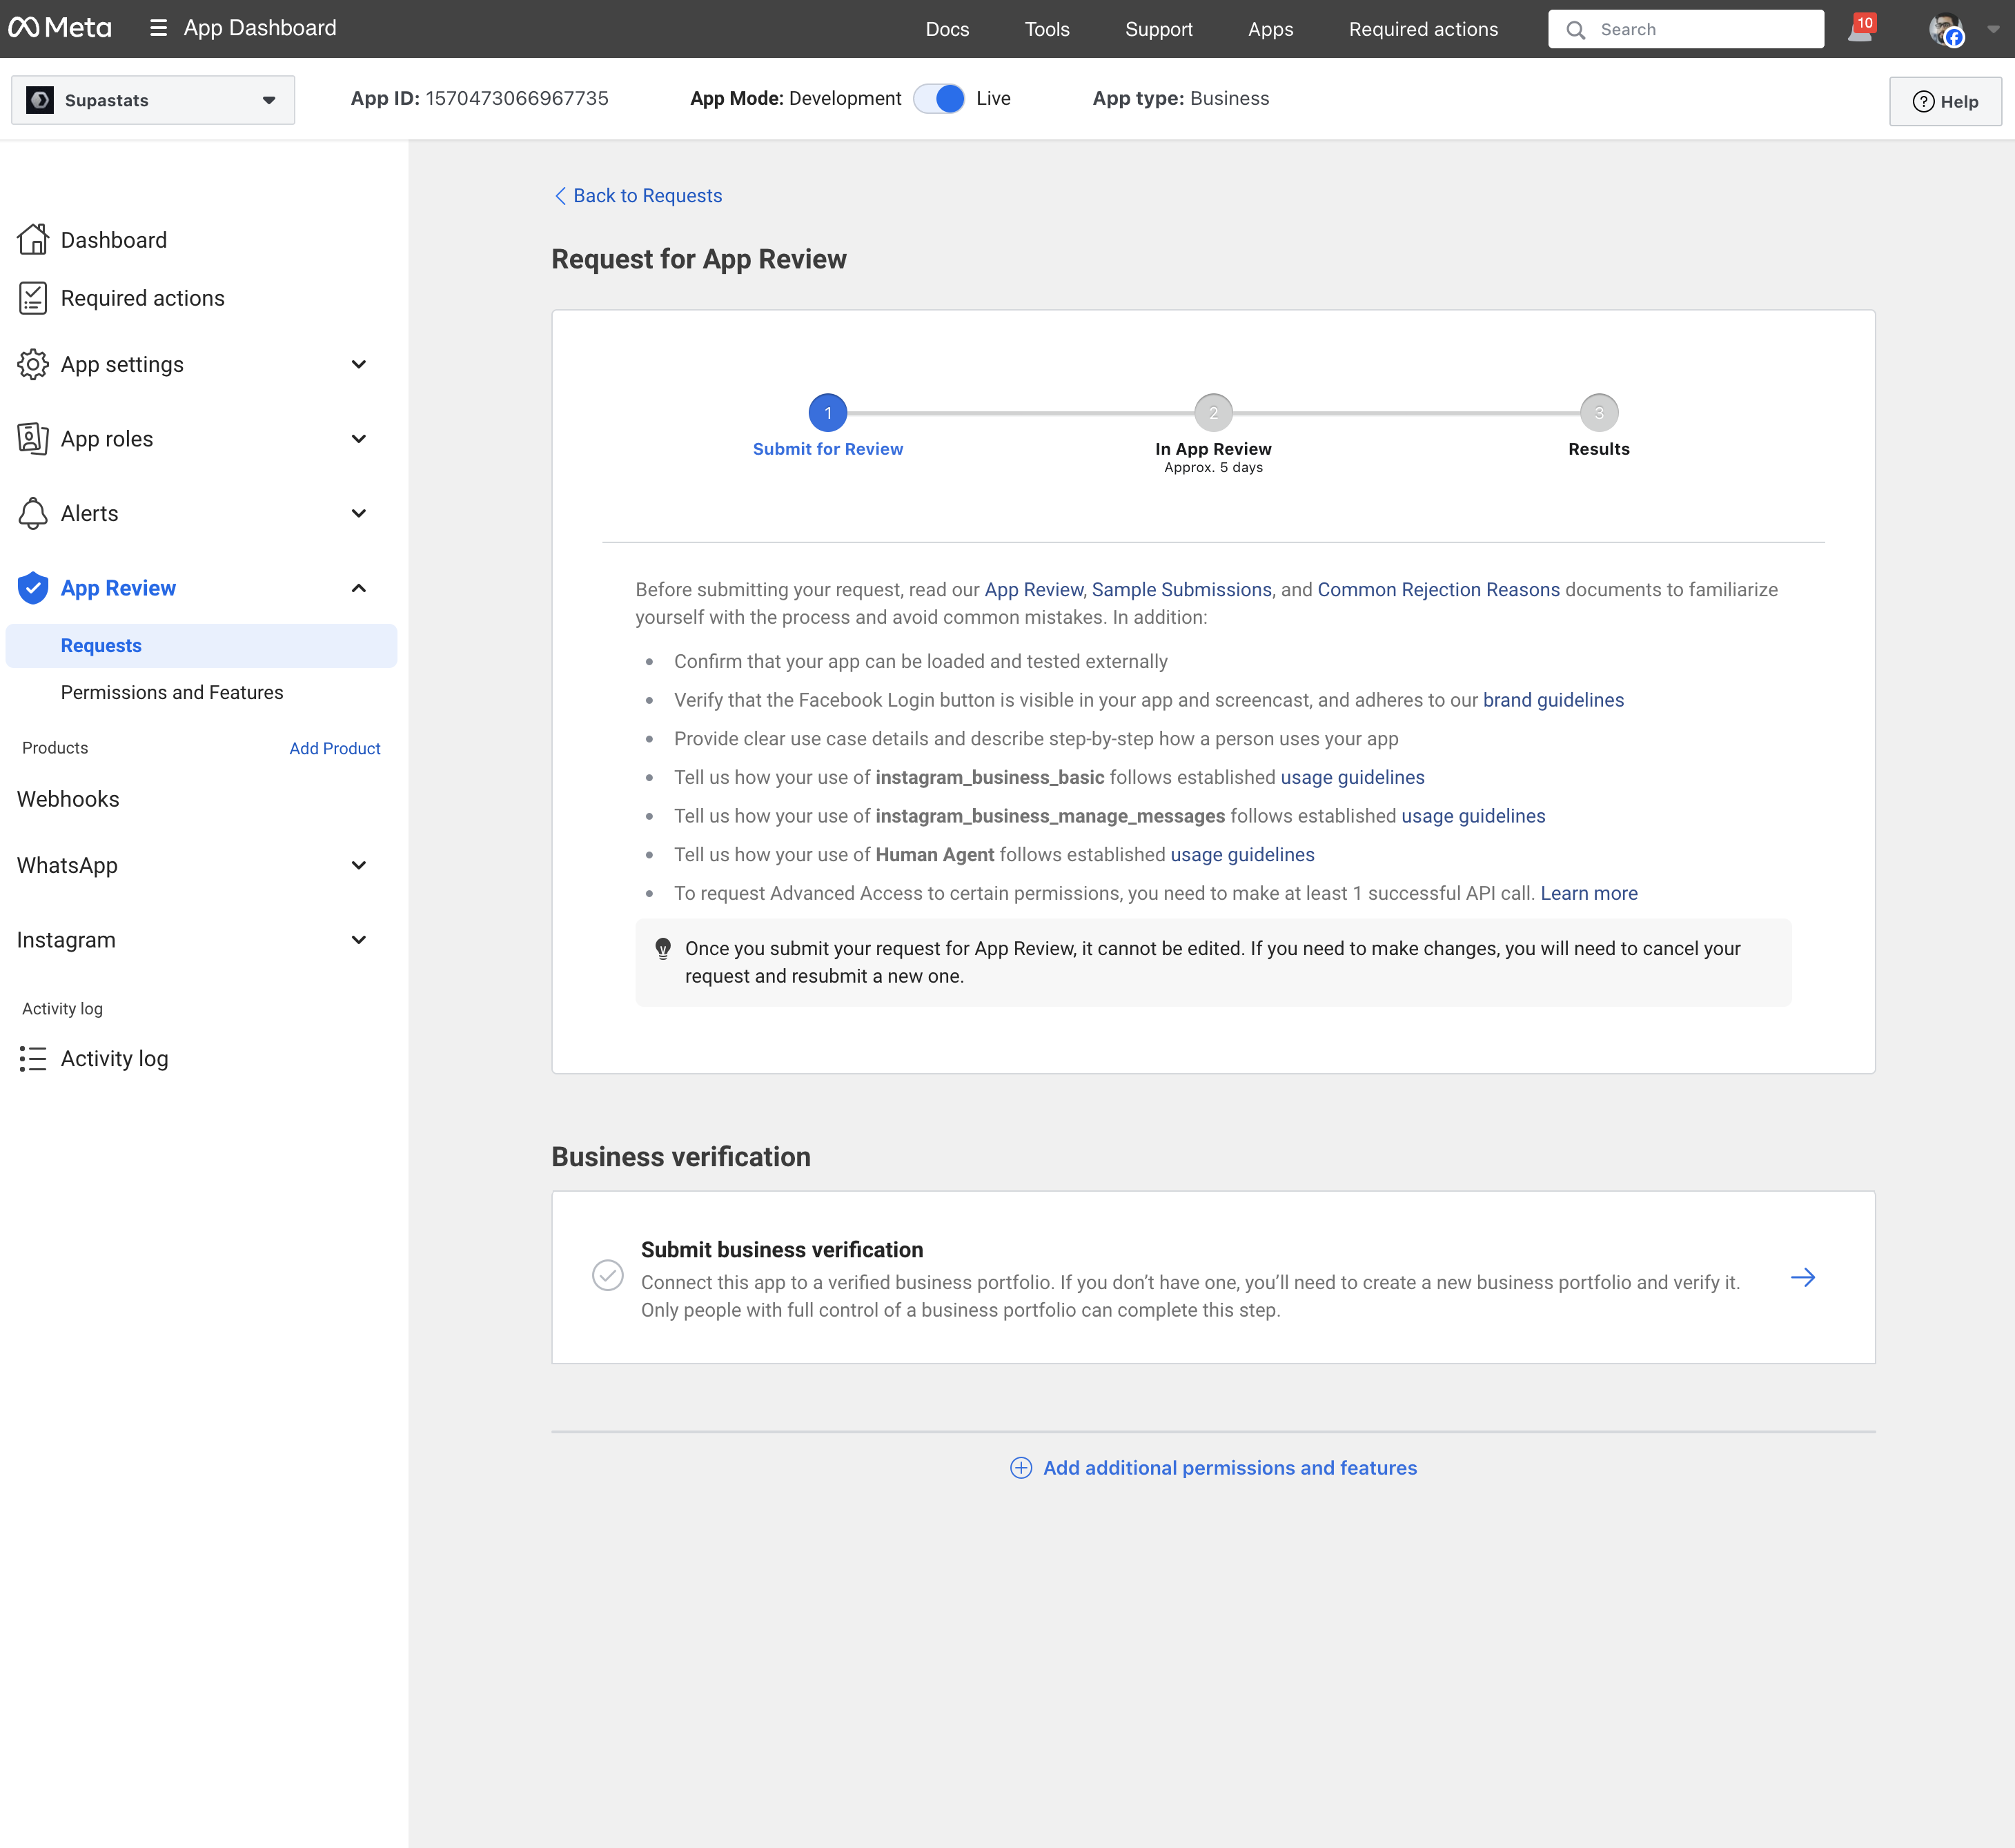 Meta
App Dashboard
Docs
Tools
Support
Apps
Required actions
Search
10
Supastats
App ID: 1570473066967735
App Mode: Development
Live
App type: Business
? Help
Dashboard
Required actions
App settings
App roles
Alerts
App Review
Requests
Permissions and Features
Products
Add Product
Webhooks
WhatsApp
Instagram
Activity log
Activity log
Back to Requests
Request for App Review
1
2
3
Submit for Review
In App Review
Results
Approx. 5 days
Before submitting your request, read our App Review, Sample Submissions, and Common Rejection Reasons documents to familiarize
yourself with the process and avoid common mistakes. In addition:
• Confirm that your app can be loaded and tested externally
• Verify that the Facebook Login button is visible in your app and screencast, and adheres to our brand guidelines
• Provide clear use case details and describe step-by-step how a person uses your app
• Tell us how your use of instagram_business_basic follows established usage guidelines
• Tell us how your use of instagram_business_manage_messages follows established usage guidelines
• Tell us how your use of Human Agent follows established usage guidelines
• To request Advanced Access to certain permissions, you need to make at least 1 successful API call. Learn more
Once you submit your request for App Review, it cannot be edited. If you need to make changes, you will need to cancel your
request and resubmit a new one.
Business verification
Submit business verification
Connect this app to a verified business portfolio. If you don’t have one, you’ll need to create a new business portfolio and verify it.
Only people with full control of a business portfolio can complete this step.
Add additional permissions and features